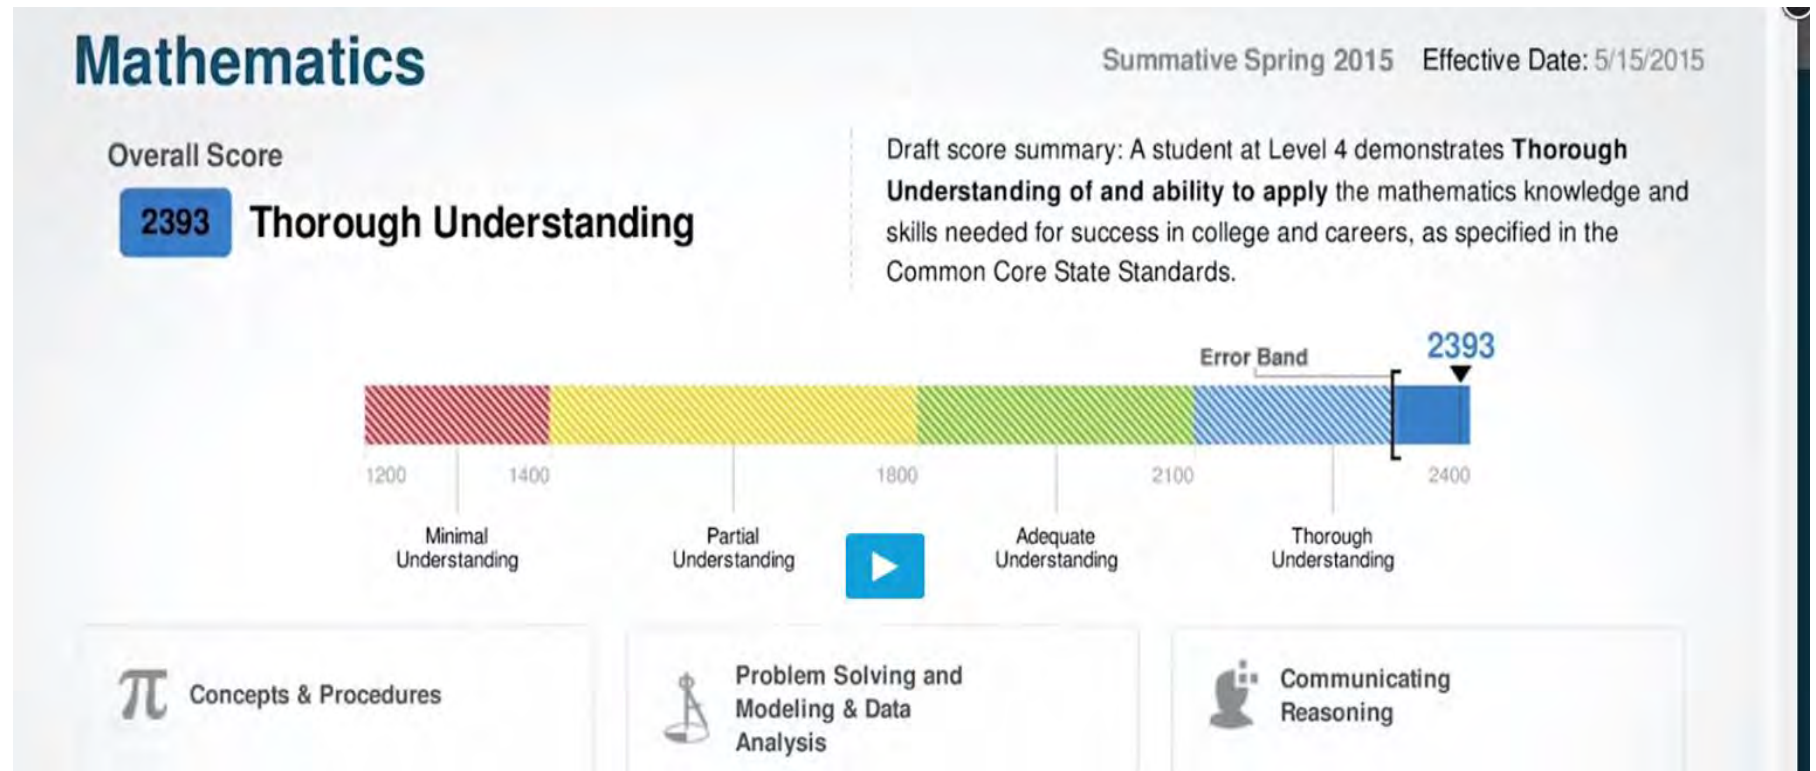 Mathematics
Summative Spring 2015 Effective Date: 5/15/2015
Overall Score
2393 Thorough Understanding
Draft score summary: A student at Level 4 demonstrates Thorough
Understanding of and ability to apply the mathematics knowledge and
skills needed for success in college and careers, as specified in the
Common Core State Standards.
Error Band
2393
1200 1400 1800 2100 2400
Minimal
Understanding
Partial
Understanding
Adequate
Understanding
Thorough
Understanding
π Concepts & Procedures
Problem Solving and
Modeling & Data
Analysis
Communicating
Reasoning